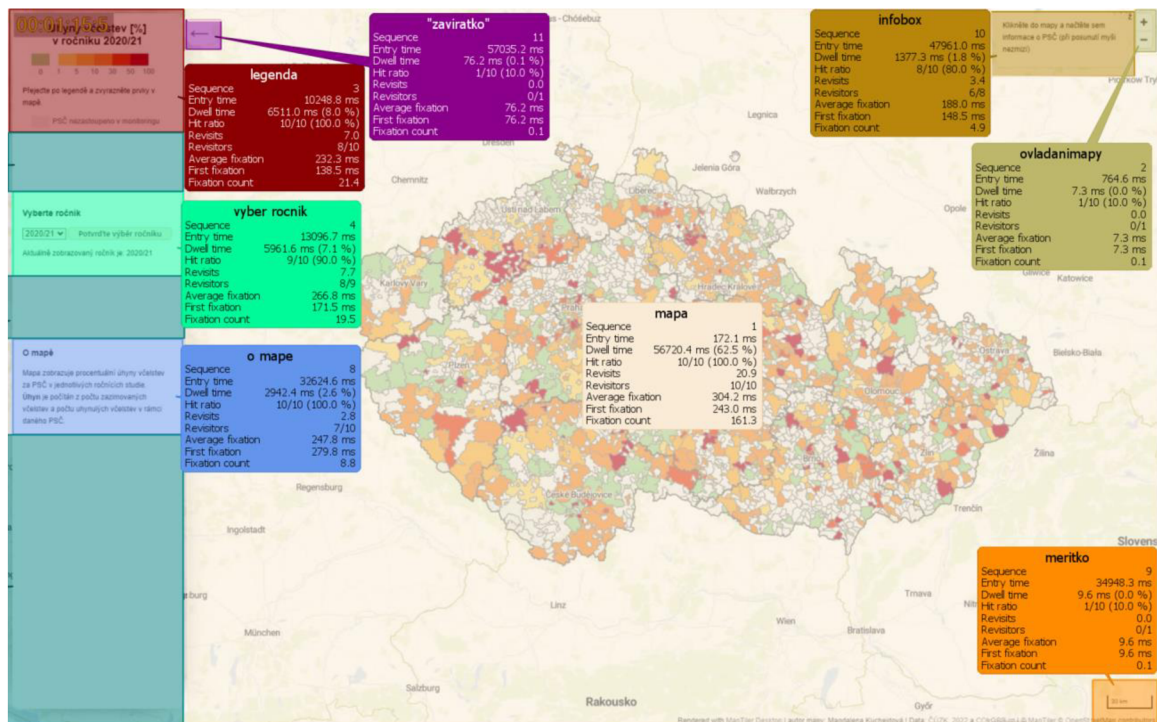 00:01:15.5
Úhyny včelstev [%]
v ročníku 2020/21
0 1 5 10 30 50 100
Přejeďte po legendě a zvýrazněte prvky v
mapě.
PSČ nezastoupeno v monitoringu
Vyberte ročník
2020/21 Potvrďte výběr ročníku
Aktuálně zobrazovaný ročník je: 2020/21
O mapě
Mapa zobrazuje procentuální úhyny včelstev
za PSČ v jednotlivých ročnících studie.
Úhyn je počítán z počtu zazimovaných
včelstev a počtu uhynulých včelstev v rámci
daného PSČ.
legenda
Sequence 3
Entry time 10248.8 ms
Dwell time 6511.0 ms (8.0 %)
Hit ratio 10/10 (100.0 %)
Revisits 7.0
Revisitors 8/10
Average fixation 232.3 ms
First fixation 138.5 ms
Fixation count 21.4
vyber rocnik
Sequence 4
Entry time 13096.7 ms
Dwell time 5961.6 ms (7.1 %)
Hit ratio 9/10 (90.0 %)
Revisits 7.7
Revisitors 8/9
Average fixation 266.8 ms
First fixation 171.5 ms
Fixation count 19.5
o mape
Sequence 8
Entry time 32624.6 ms
Dwell time 2942.4 ms (2.6 %)
Hit ratio 10/10 (100.0 %)
Revisits 2.8
Revisitors 7/10
Average fixation 247.8 ms
First fixation 279.8 ms
Fixation count 8.8
"zaviratko"
Sequence 11
Entry time 57035.2 ms
Dwell time 76.2 ms (0.1 %)
Hit ratio 1/10 (10.0 %)
Revisits 0.0
Revisitors 0/1
Average fixation 76.2 ms
First fixation 76.2 ms
Fixation count 0.1
mapa
Sequence 1
Entry time 172.1 ms
Dwell time 56720.4 ms (62.5 %)
Hit ratio 10/10 (100.0 %)
Revisits 20.9
Revisitors 10/10
Average fixation 304.2 ms
First fixation 243.0 ms
Fixation count 161.3
infobox
Sequence 10
Entry time 47961.0 ms
Dwell time 1377.3 ms (1.8 %)
Hit ratio 8/10 (80.0 %)
Revisits 3.4
Revisitors 6/8
Average fixation 188.0 ms
First fixation 148.5 ms
Fixation count 4.9
Klikněte do mapy a načtěte sem
informace o PSČ (při posunutí myši
nezmizí)
+
−
ovladanimapy
Sequence 2
Entry time 764.6 ms
Dwell time 7.3 ms (0.0 %)
Hit ratio 1/10 (10.0 %)
Revisits 0.0
Revisitors 0/1
Average fixation 7.3 ms
First fixation 7.3 ms
Fixation count 0.1
meritko
Sequence 9
Entry time 34948.3 ms
Dwell time 9.6 ms (0.0 %)
Hit ratio 1/10 (10.0 %)
Revisits 0.0
Revisitors 0/1
Average fixation 9.6 ms
First fixation 9.6 ms
Fixation count 0.1
Chóśebuz
Legnica
Dresden
Chemnitz
Jelenia Góra
Wałbrzych
Liberec
Ústí nad Labem
Opole
Gliwice
Katowice
Karlovy Vary
Praha
Hradec Králové
Ostrava
Bielsko-Biała
Plzeň
Olomouc
Brno
Zlín
Žilina
České Budějovice
Regensburg
Trenčín
Ingolstadt
Slovens
Trnava
Linz
Wien
Bratislava
München
Salzburg
Rakousko
Győr
50 km